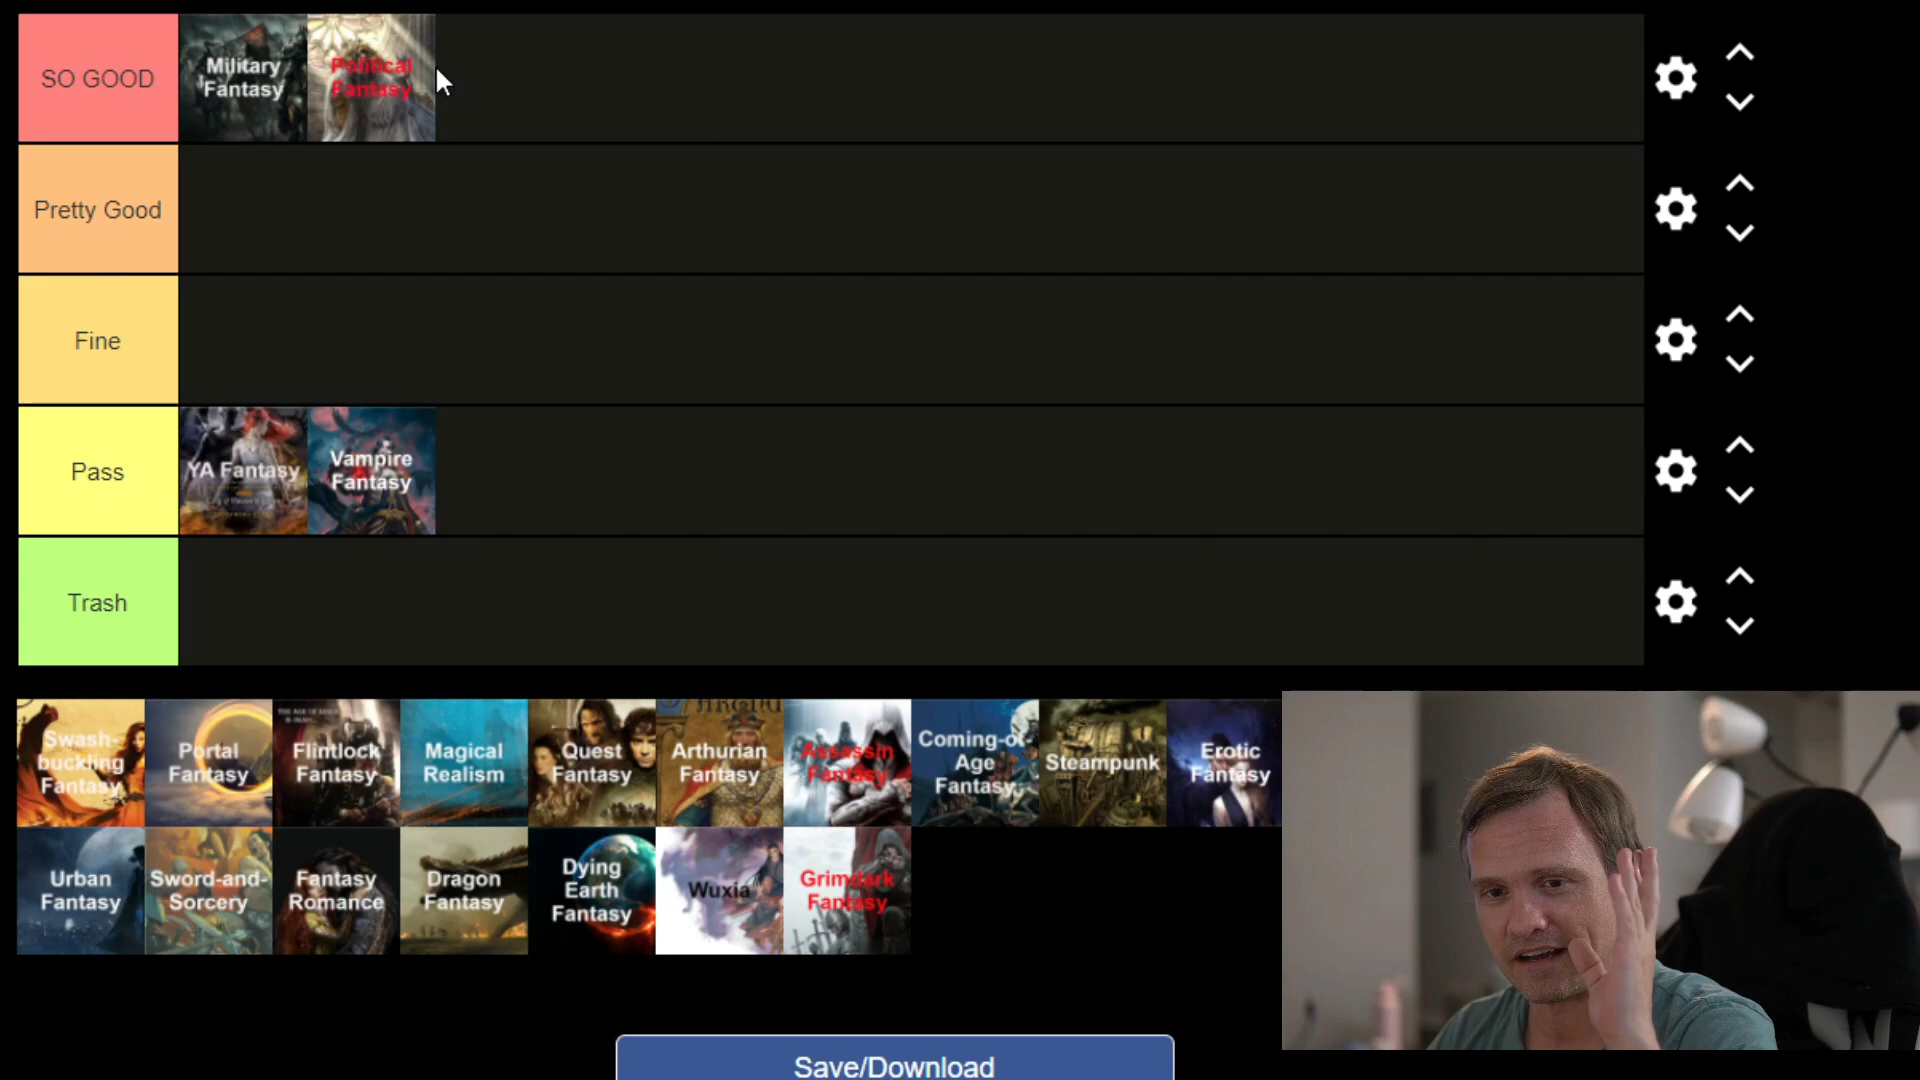 SO GOOD
Military
Fantasy
Political
Fantasy
Pretty Good
Fine
Pass
YA Fantasy
Vampire
Fantasy
Trash
Swash-
buckling
Fantasy
Portal
Fantasy
Flintlock
Fantasy
Magical
Realism
Quest
Fantasy
Arthurian
Fantasy
Assassin
Fantasy
Coming-of-
Age
Fantasy
Steampunk
Erotic
Fantasy
Urban
Fantasy
Sword-and-
Sorcery
Fantasy
Romance
Dragon
Fantasy
Dying
Earth
Fantasy
Wuxia
Grimdark
Fantasy
Save/Download